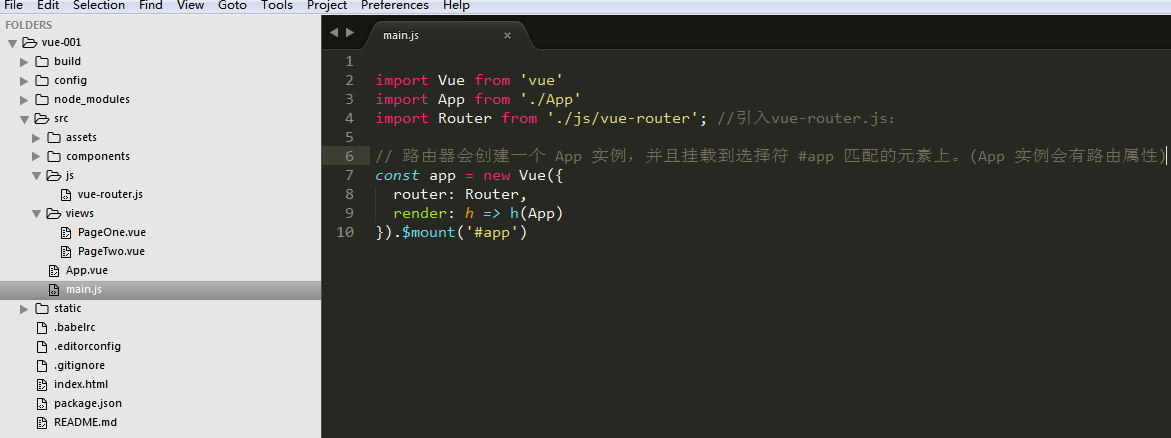 File Edit Selection Find View Goto Tools Project Preferences Help
FOLDERS
vue-001
build
config
node_modules
src
assets
components
js
vue-router.js
views
PageOne.vue
PageTwo.vue
App.vue
main.js
static
.babelrc
.editorconfig
.gitignore
index.html
package.json
README.md
main.js ×
1
2 import Vue from 'vue'
3 import App from './App'
4 import Router from './js/vue-router'; //引入vue-router.js:
5
6 // 路由器会创建一个 App 实例，并且挂载到选择符 #app 匹配的元素上。(App 实例会有路由属性)
7 const app = new Vue({
8 router: Router,
9 render: h => h(App)
10 }).$mount('#app')